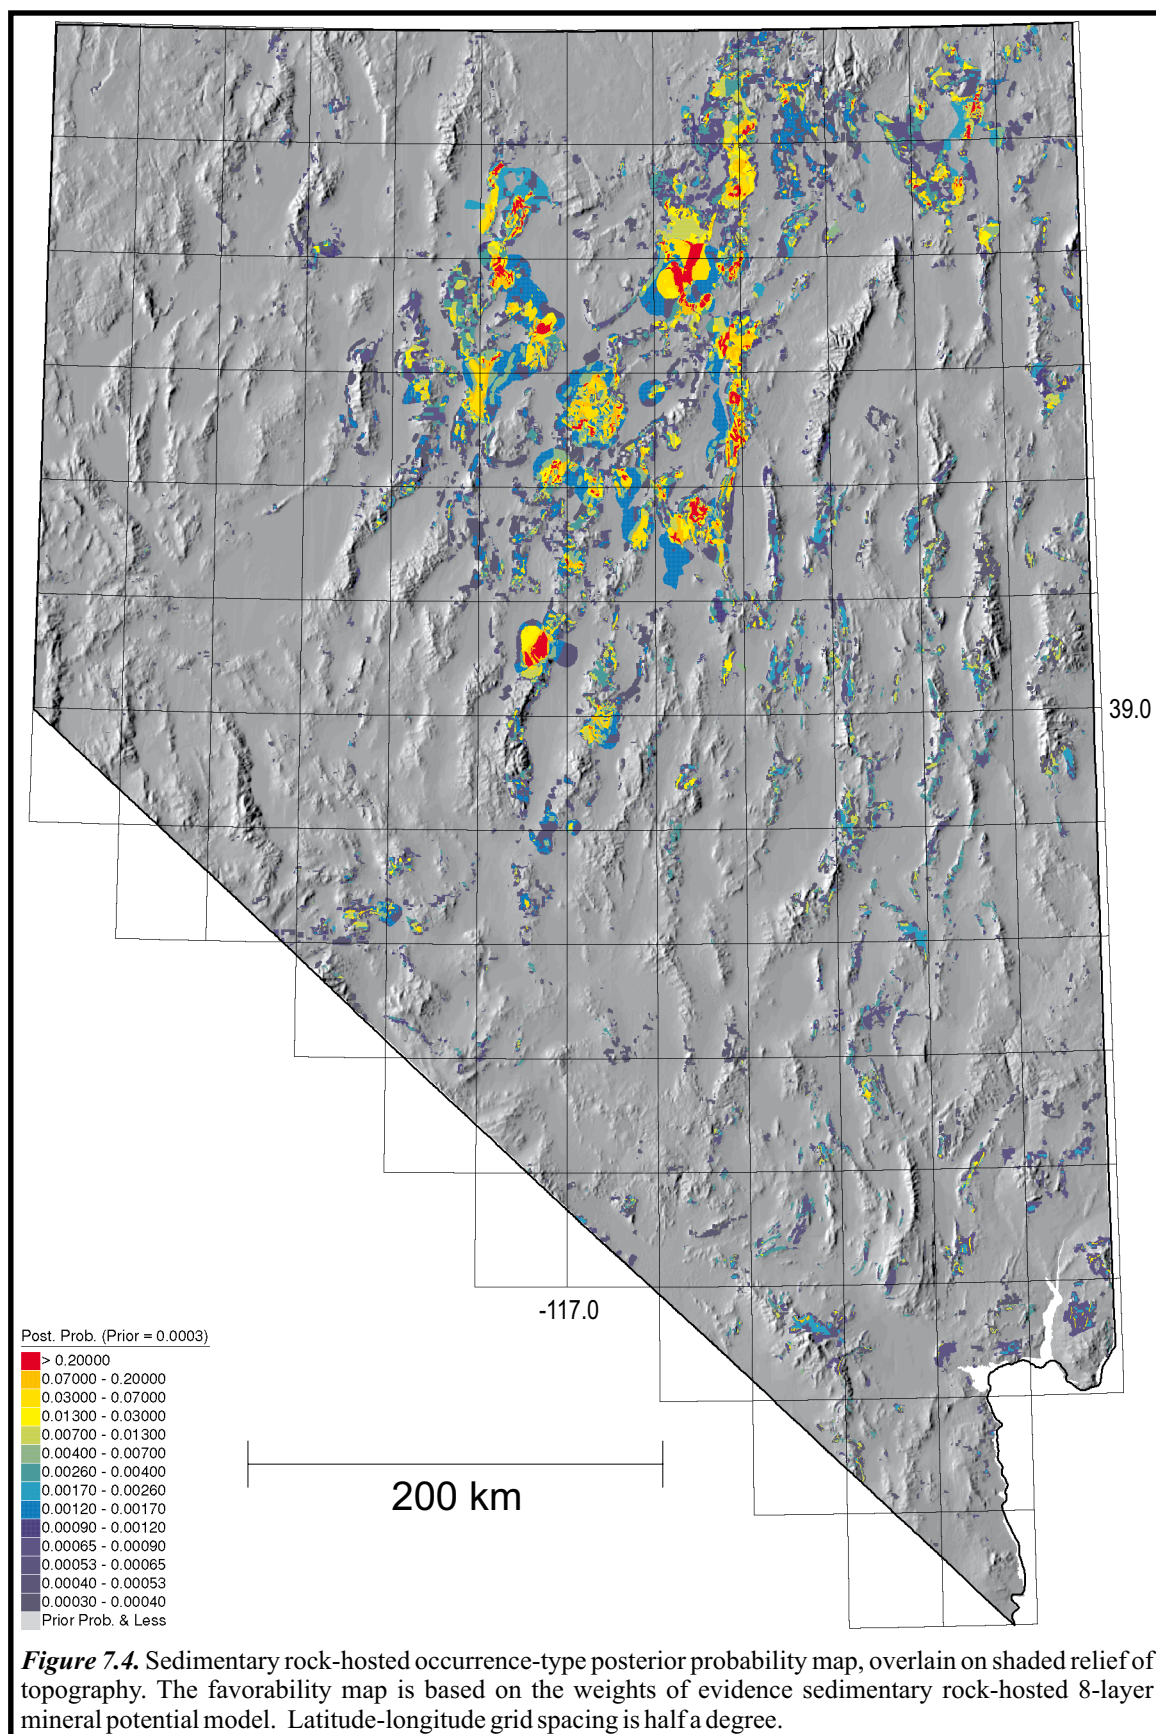 39.0
-117.0
Post. Prob. (Prior = 0.0003)
> 0.20000
0.07000 - 0.20000
0.03000 - 0.07000
0.01300 - 0.03000
0.00700 - 0.01300
0.00400 - 0.00700
0.00260 - 0.00400
0.00170 - 0.00260
0.00120 - 0.00170
0.00090 - 0.00120
0.00065 - 0.00090
0.00053 - 0.00065
0.00040 - 0.00053
0.00030 - 0.00040
Prior Prob. & Less
200 km
Figure 7.4. Sedimentary rock-hosted occurrence-type posterior probability map, overlain on shaded relief of
topography. The favorability map is based on the weights of evidence sedimentary rock-hosted 8-layer
mineral potential model. Latitude-longitude grid spacing is half a degree.